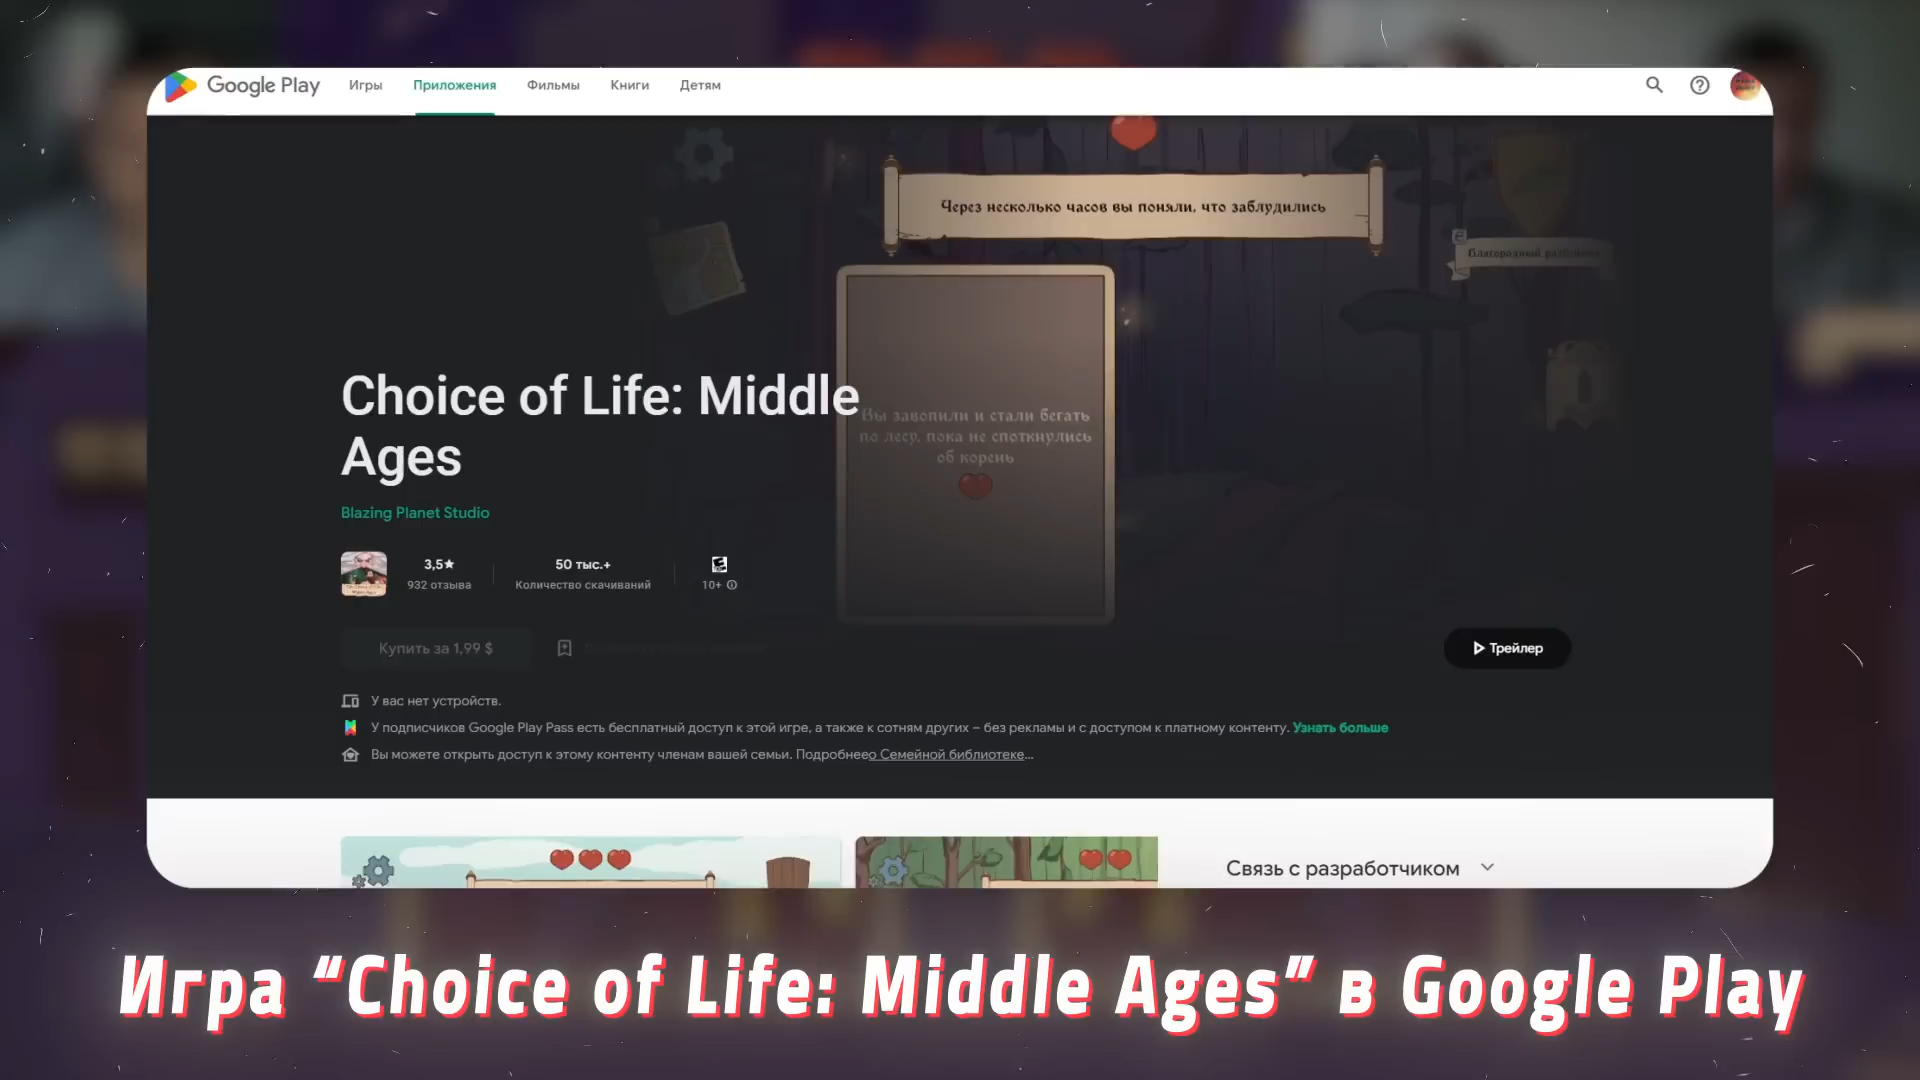 Google Play Игры Приложения Фильмы Книги Детям
Через несколько часов вы поняли, что заблудились
Благородный
Choice of Life: Middle
Ages
Вы завопили и стали бегать
по лесу, пока не споткнулись
об корень
Blazing Planet Studio
3,5★ 50 тыс.+
932 отзыва Количество скачиваний 10+
Купить за 1,99 $
Трейлер
У вас нет устройств.
У подписчиков Google Play Pass есть бесплатный доступ к этой игре, а также к сотням других – без рекламы и с доступом к платному контенту. Узнать больше
Вы можете открыть доступ к этому контенту членам вашей семьи. Подробнеео Семейной библиотеке...
Связь с разработчиком
Игра “Choice of Life: Middle Ages” в Google Play